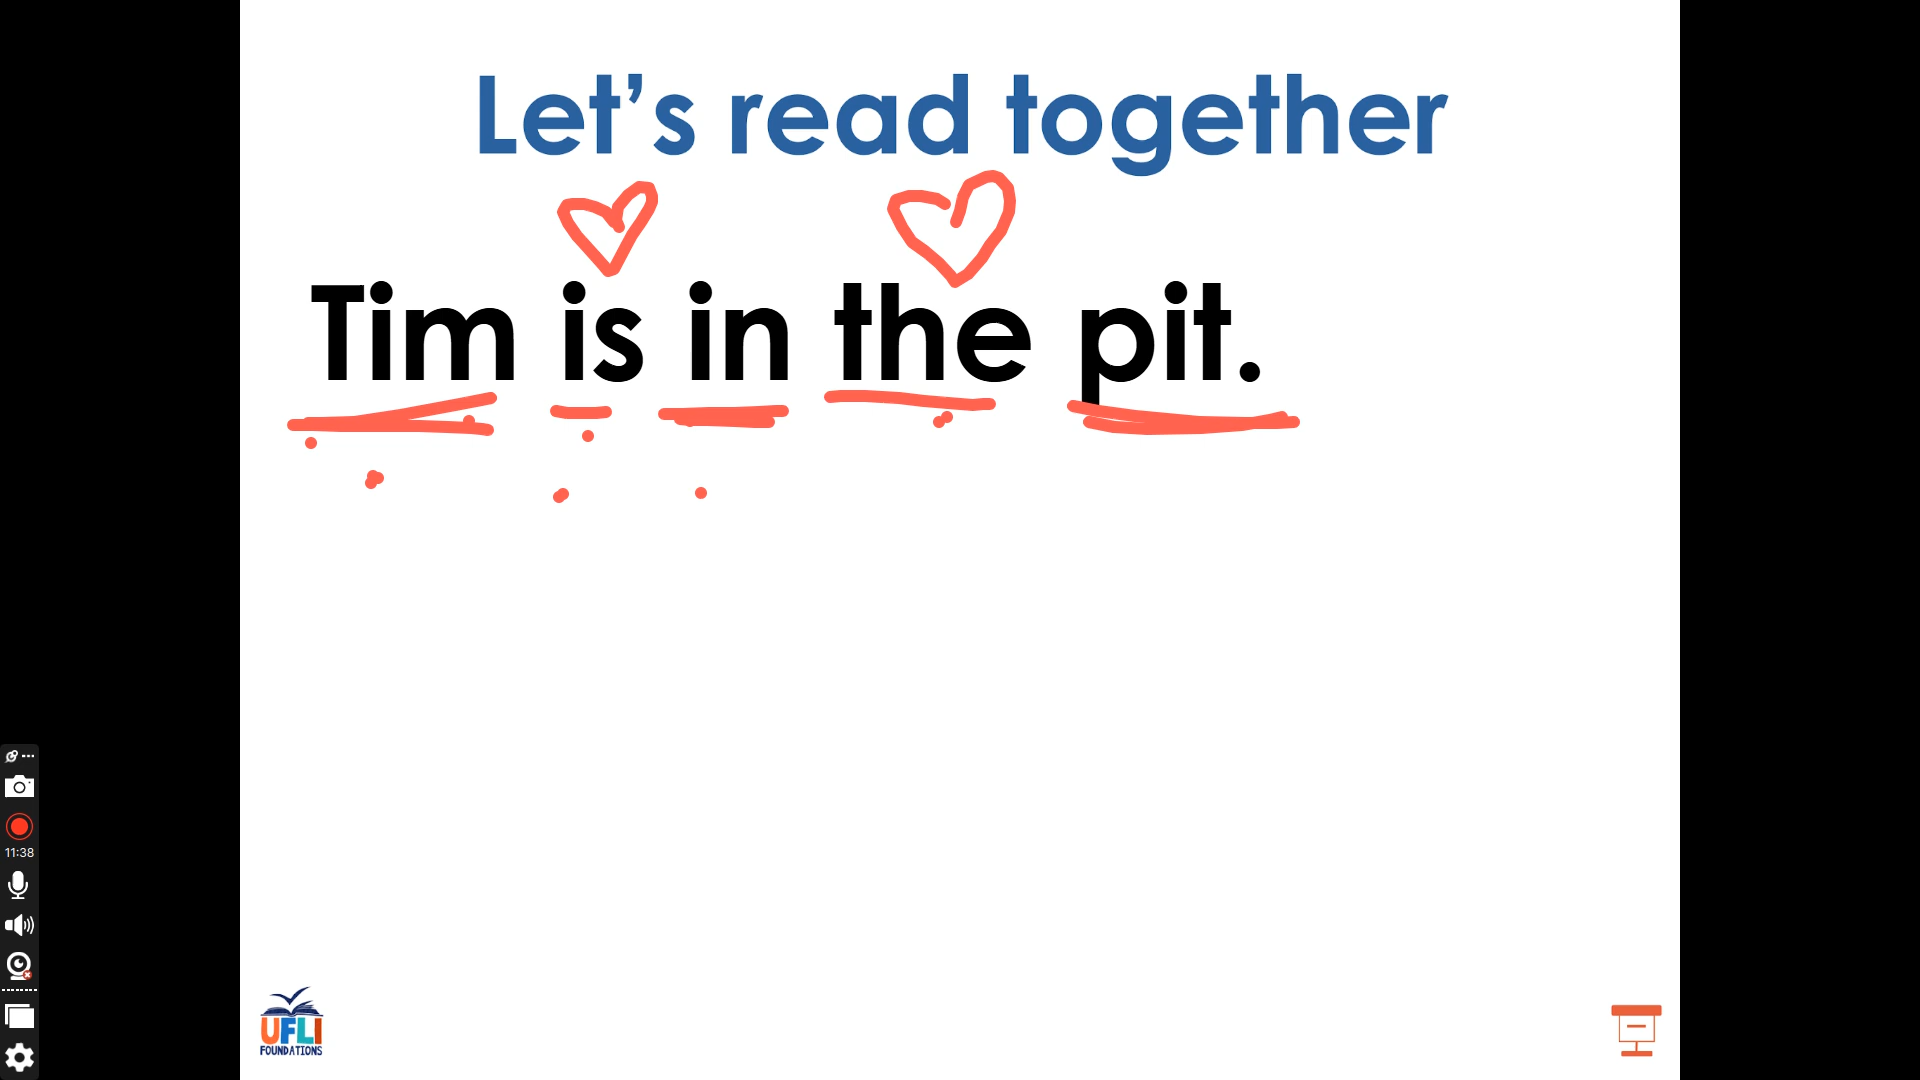 Let's read together
Tim is in the pit.
11:38
UFLI
FOUNDATIONS